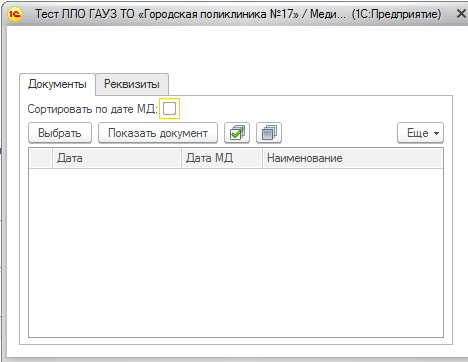 1С Тест ЛЛО ГАУЗ ТО «Городская поликлиника №17» / Меди... (1С:Предприятие)
Документы Реквизиты
Сортировать по дате МД:
Выбрать Показать документ Еще
Дата Дата МД Наименование